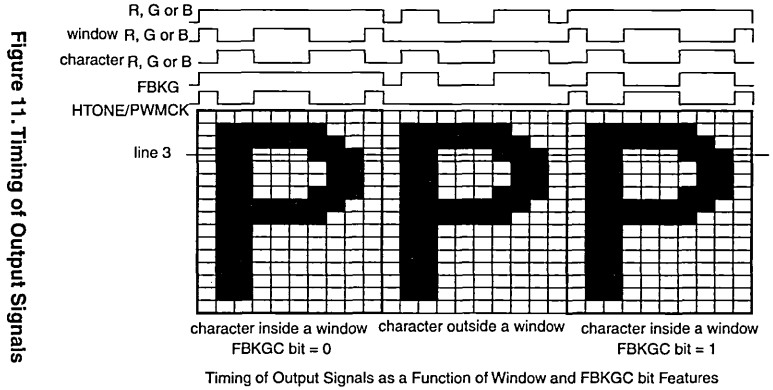 R, G or B
window R, G or B
character R, G or B
FBKG
HTONE/PWMCK
line 3
character inside a window
FBKGC bit = 0
character outside a window
character inside a window
FBKGC bit = 1
Timing of Output Signals as a Function of Window and FBKGC bit Features
Figure 11. Timing of Output Signals